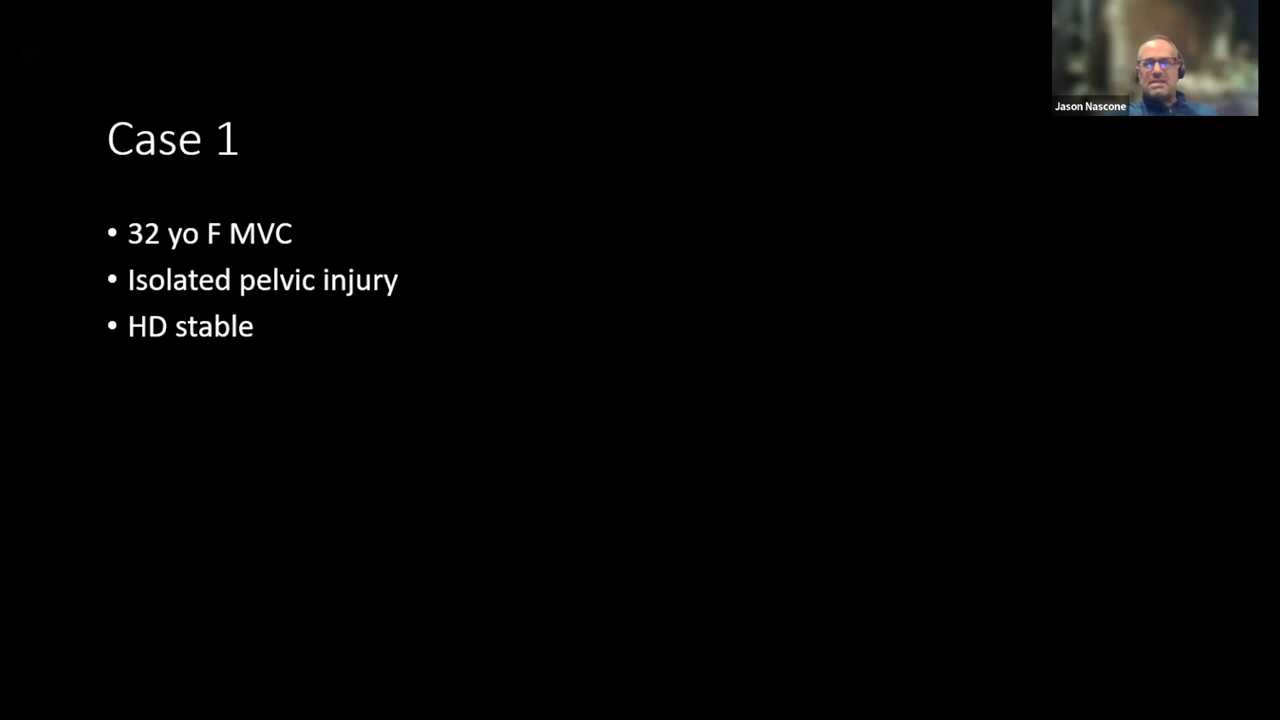 Jason Nascone
Case 1
• 32 yo F MVC
• Isolated pelvic injury
• HD stable